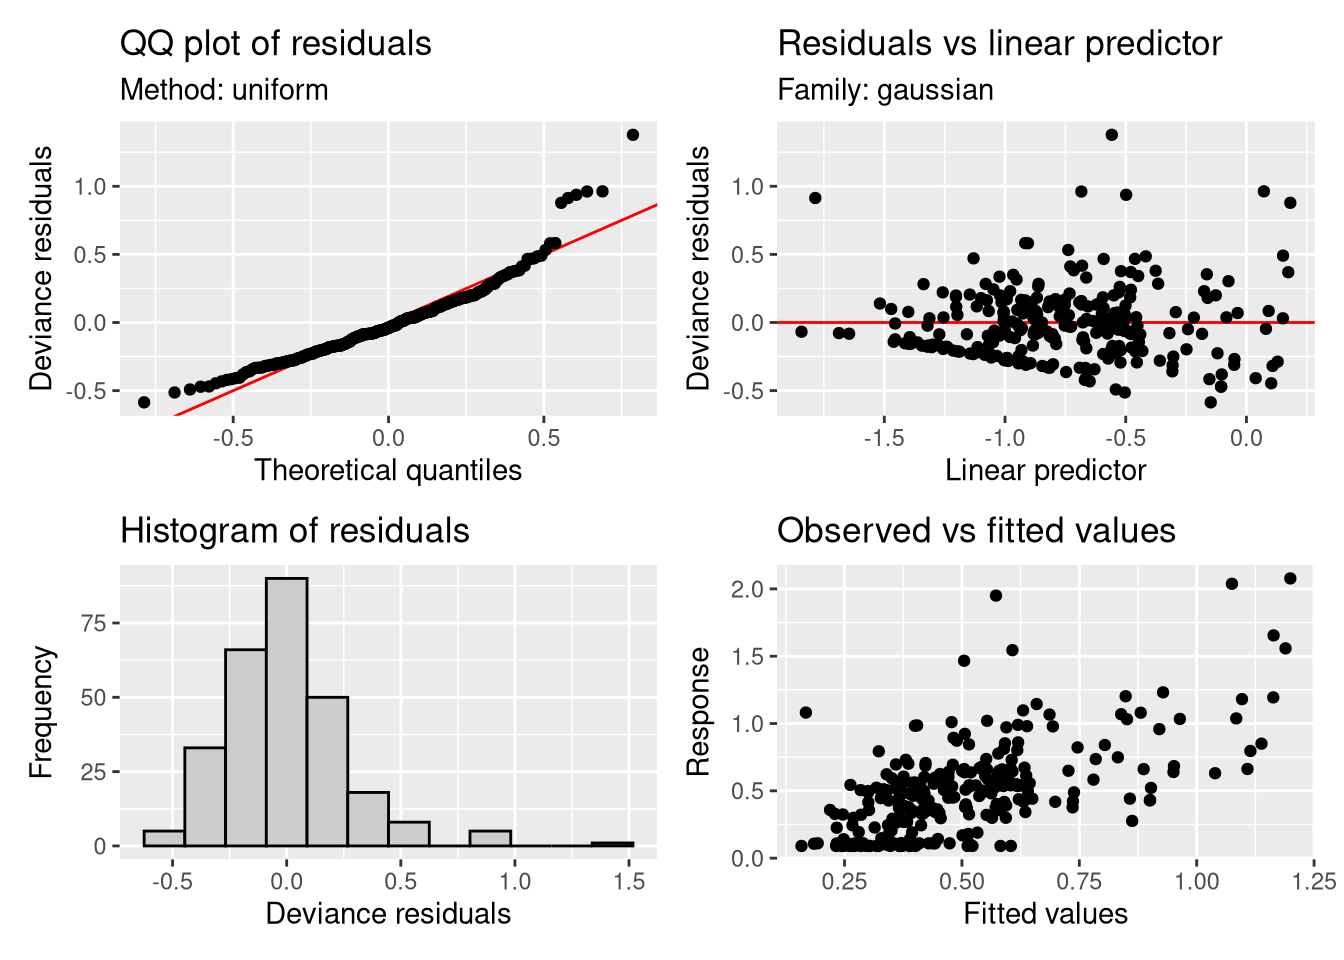 QQ plot of residuals
Method: uniform
Deviance residuals
1.0
0.5
0.0
-0.5
-0.5
0.0
0.5
Theoretical quantiles
Residuals vs linear predictor
Family: gaussian
Deviance residuals
1.0
0.5
0.0
-0.5
-1.5
-1.0
-0.5
0.0
Linear predictor
Histogram of residuals
Frequency
75
50
25
0
-0.5
0.0
0.5
1.0
1.5
Deviance residuals
Observed vs fitted values
Response
2.0
1.5
1.0
0.5
0.0
0.25
0.50
0.75
1.00
1.25
Fitted values